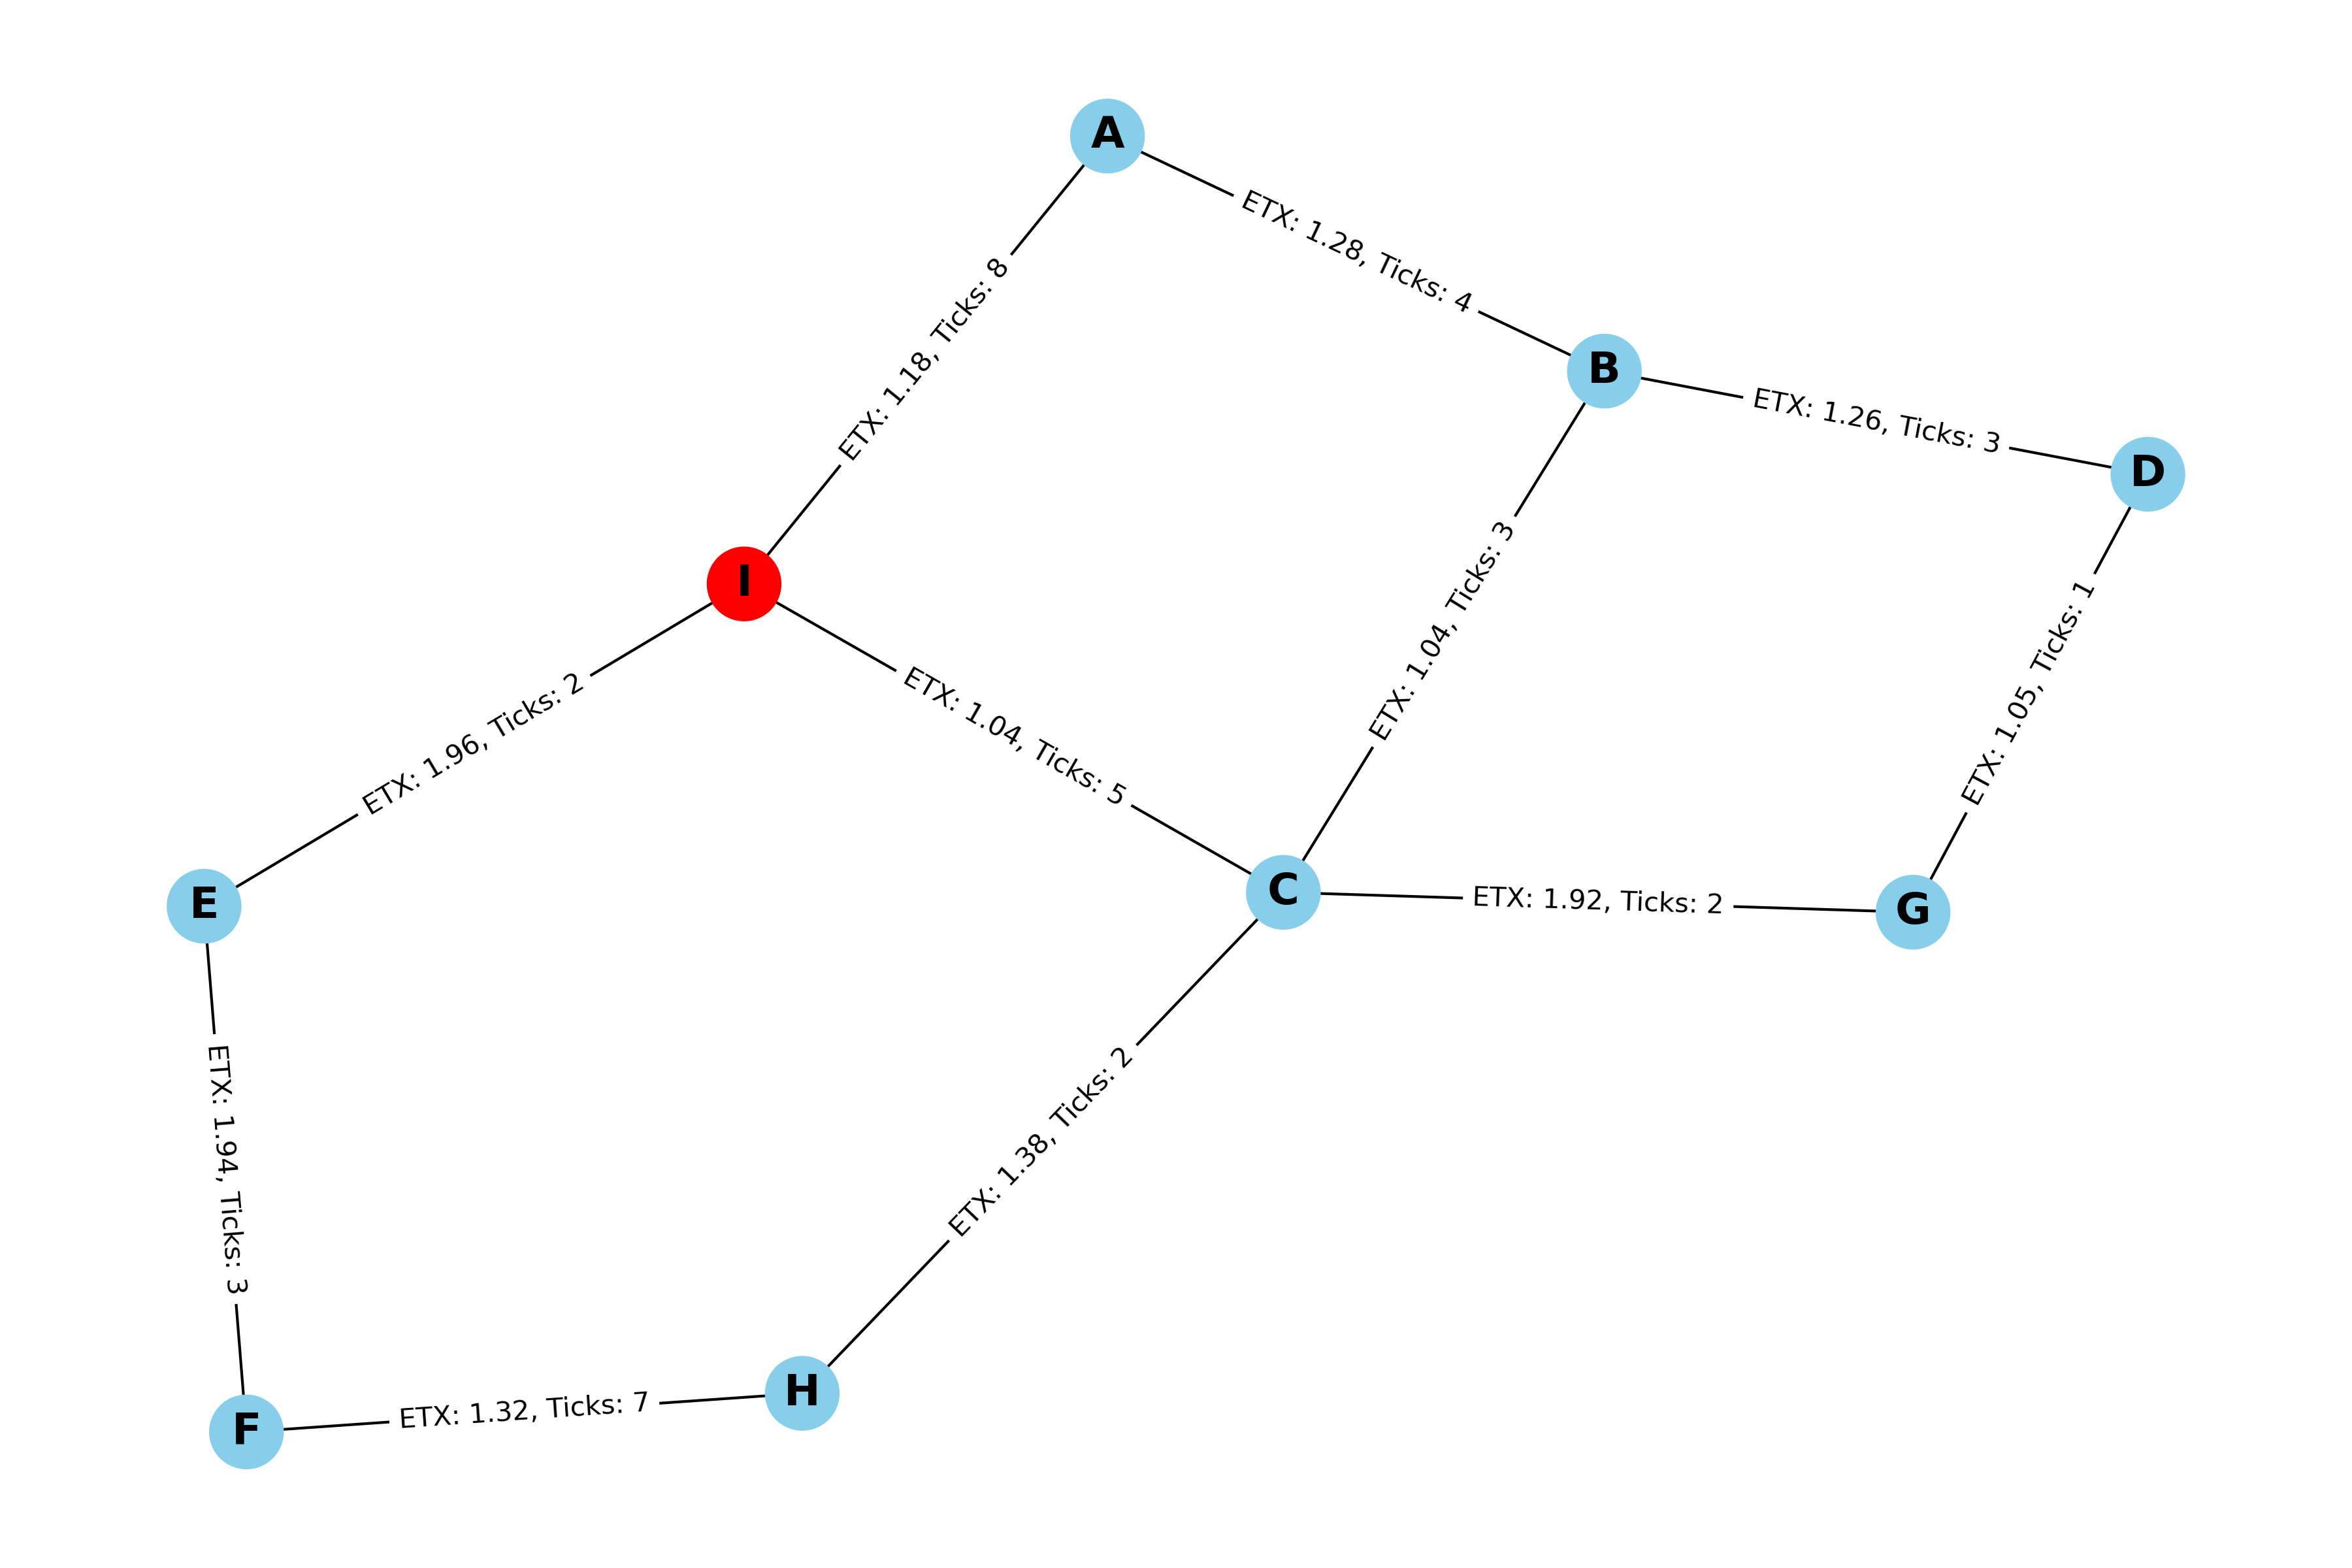 A
ETX: 1.28, Ticks: 4
ETX: 1.18, Ticks: 8
B
ETX: 1.26, Ticks: 3
D
I
ETX: 1.04, Ticks: 3
ETX: 1.05, Ticks: 1
ETX: 1.96, Ticks: 2
ETX: 1.04, Ticks: 5
E
C
ETX: 1.92, Ticks: 2
G
ETX: 1.94, Ticks: 3
ETX: 1.38, Ticks: 2
F
ETX: 1.32, Ticks: 7
H